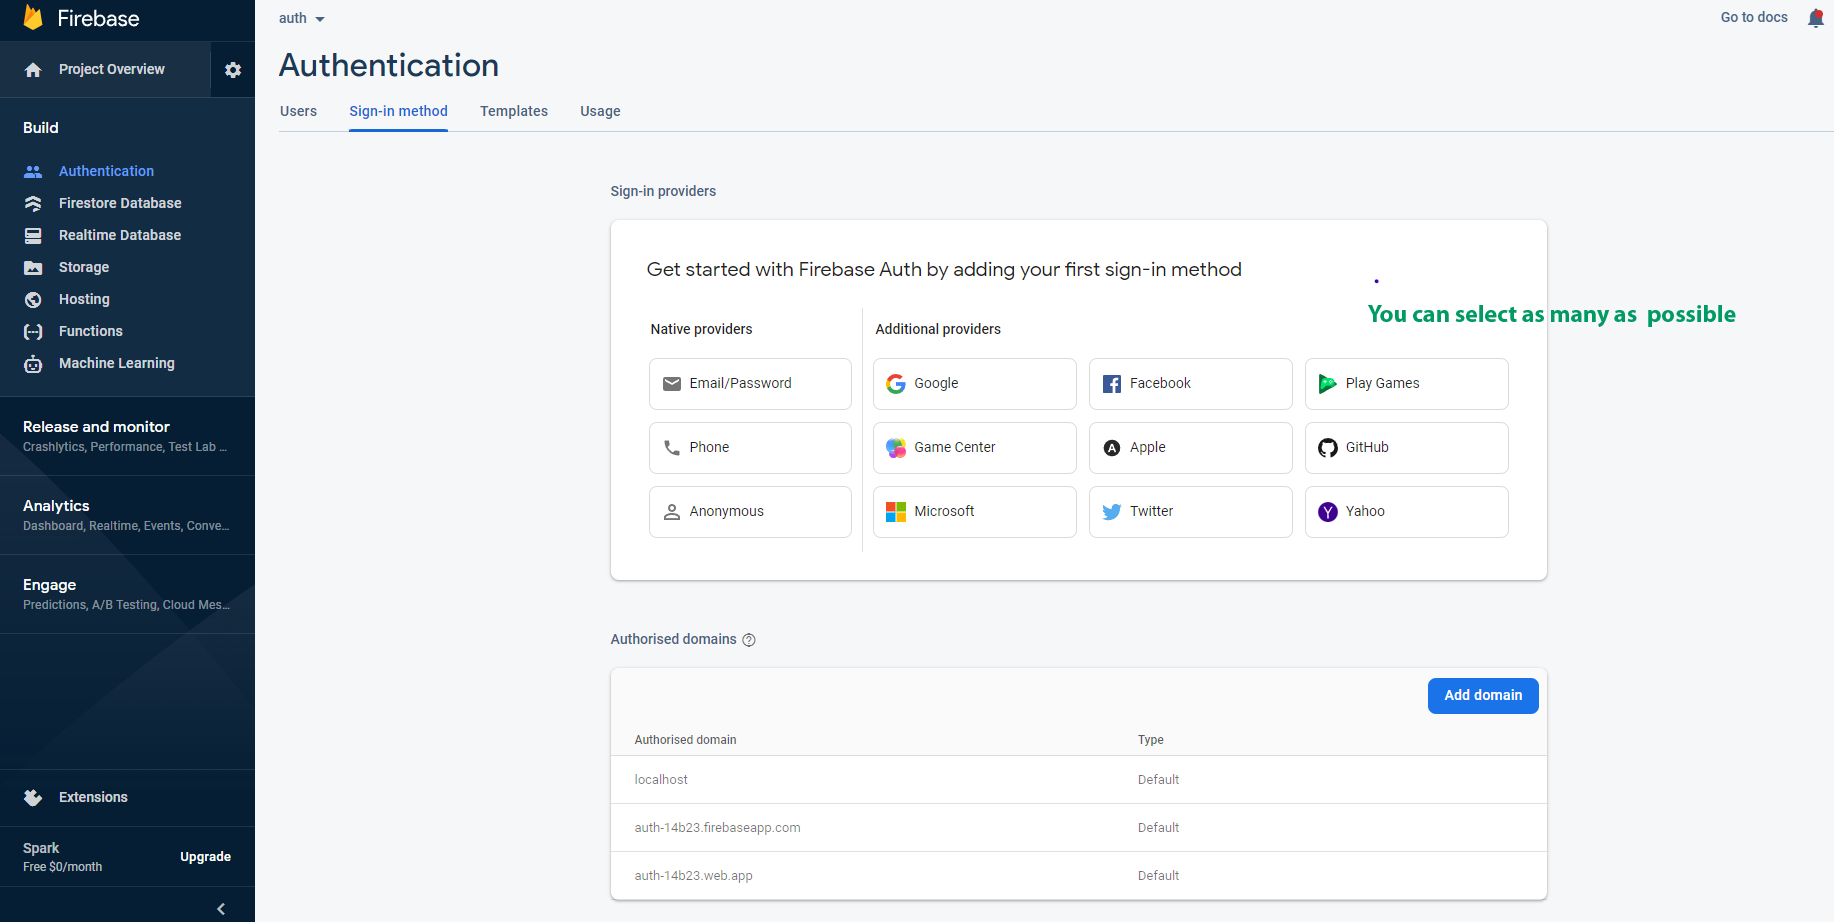 Firebase
Project Overview
Build
Authentication
Firestore Database
Realtime Database
Storage
Hosting
Functions
Machine Learning
Release and monitor
Crashlytics, Performance, Test Lab ...
Analytics
Dashboard, Realtime, Events, Conve...
Engage
Predictions, A/B Testing, Cloud Mes...
Extensions
Spark
Free $0/month
Upgrade
auth
Go to docs
Authentication
Users Sign-in method Templates Usage
Sign-in providers
Get started with Firebase Auth by adding your first sign-in method
You can select as many as possible
Native providers
Email/Password
Phone
Anonymous
Additional providers
Google Facebook Play Games
Game Center Apple GitHub
Microsoft Twitter Yahoo
Authorised domains
Add domain
Authorised domain Type
localhost Default
auth-14b23.firebaseapp.com Default
auth-14b23.web.app Default